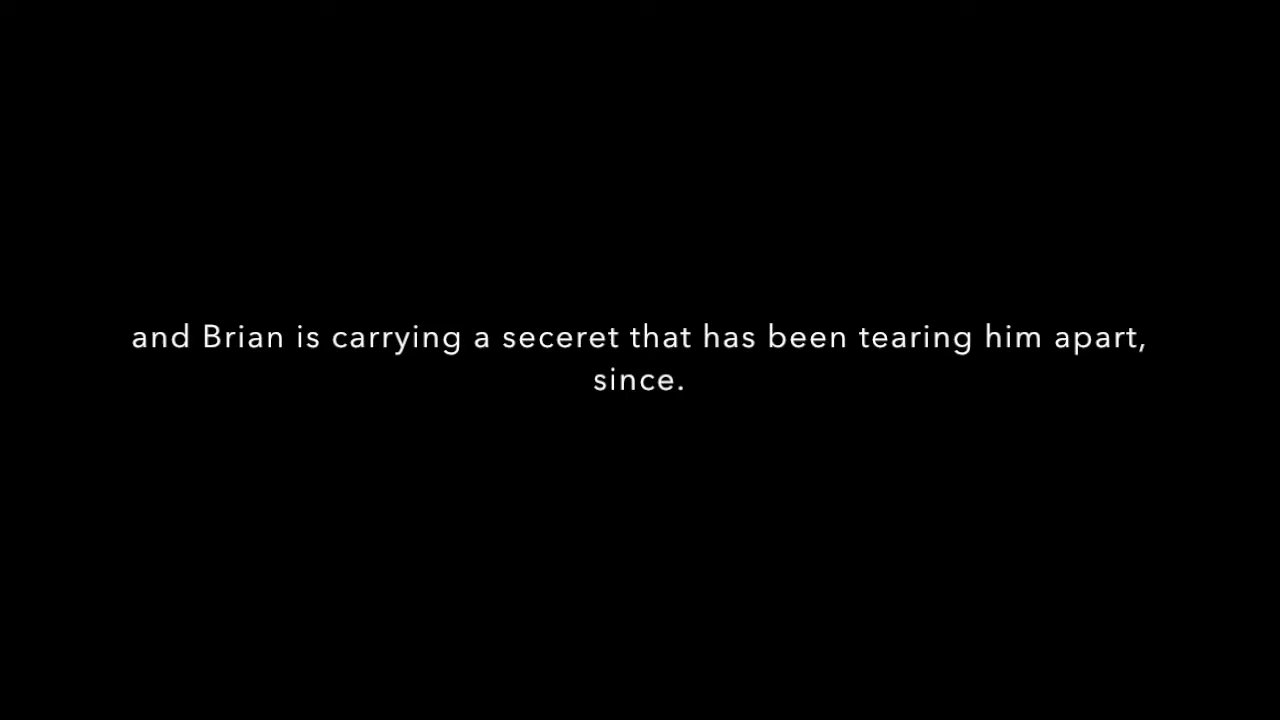 and Brian is carrying a seceret that has been tearing him apart,
since.